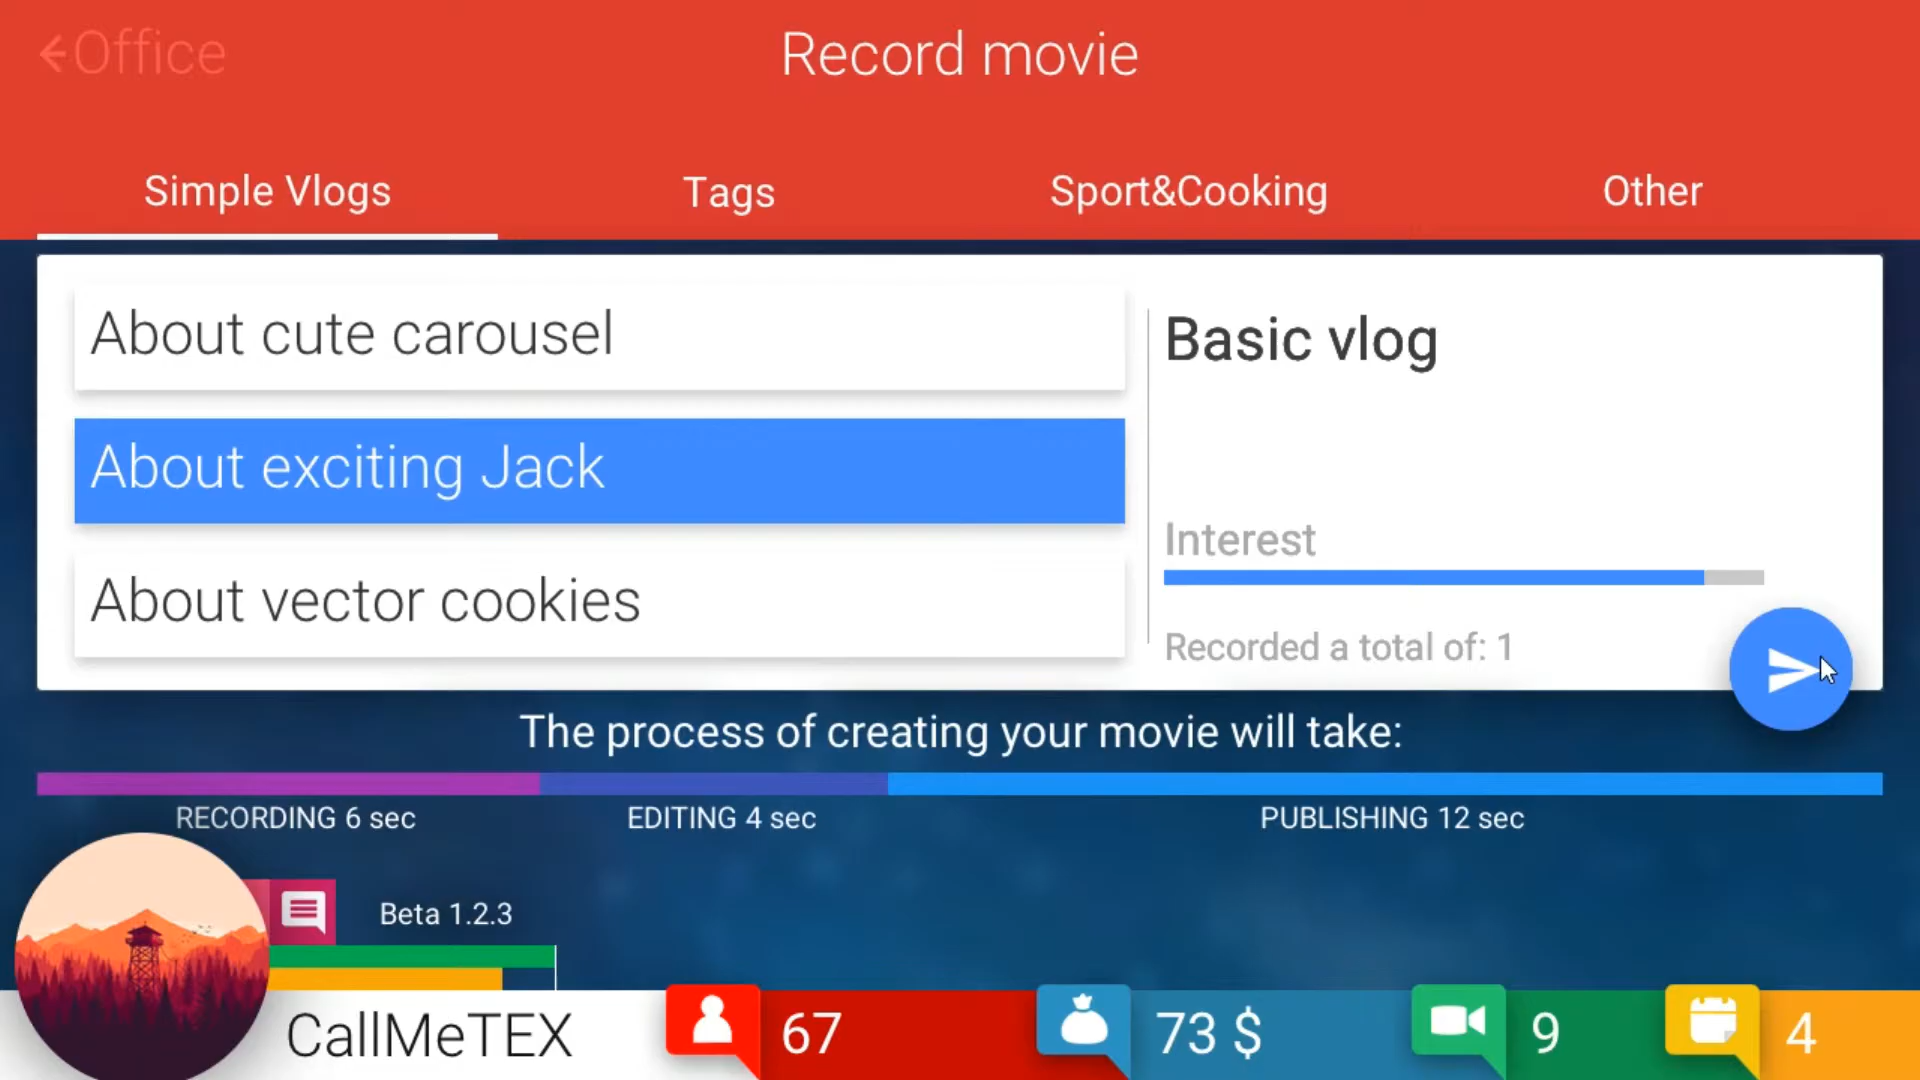 Office
Record movie
Simple Vlogs
Tags
Sport&Cooking
Other
About cute carousel
About exciting Jack
About vector cookies
Basic vlog
Interest
Recorded a total of: 1
The process of creating your movie will take:
RECORDING 6 sec
EDITING 4 sec
PUBLISHING 12 sec
Beta 1.2.3
CallMeTEX
67
73 $
9
4